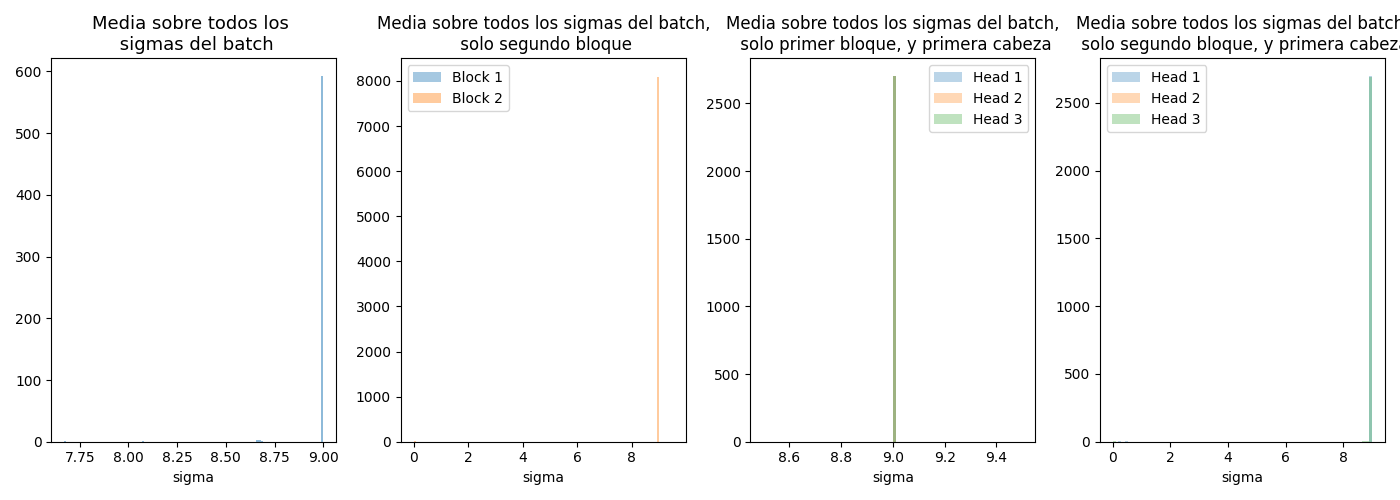 Media sobre todos los
sigmas del batch
600
500
400
300
200
100
0
7.75 8.00 8.25 8.50 8.75 9.00
sigma
Media sobre todos los sigmas del batch,
solo segundo bloque
Block 1
Block 2
8000
7000
6000
5000
4000
3000
2000
1000
0
0 2 4 6 8
sigma
Media sobre todos los sigmas del batch,
solo primer bloque, y primera cabeza
Head 1
Head 2
Head 3
2500
2000
1500
1000
500
0
8.6 8.8 9.0 9.2 9.4
sigma
Media sobre todos los sigmas del batch
solo segundo bloque, y primera cabeza
Head 1
Head 2
Head 3
2500
2000
1500
1000
500
0
0 2 4 6 8
sigma